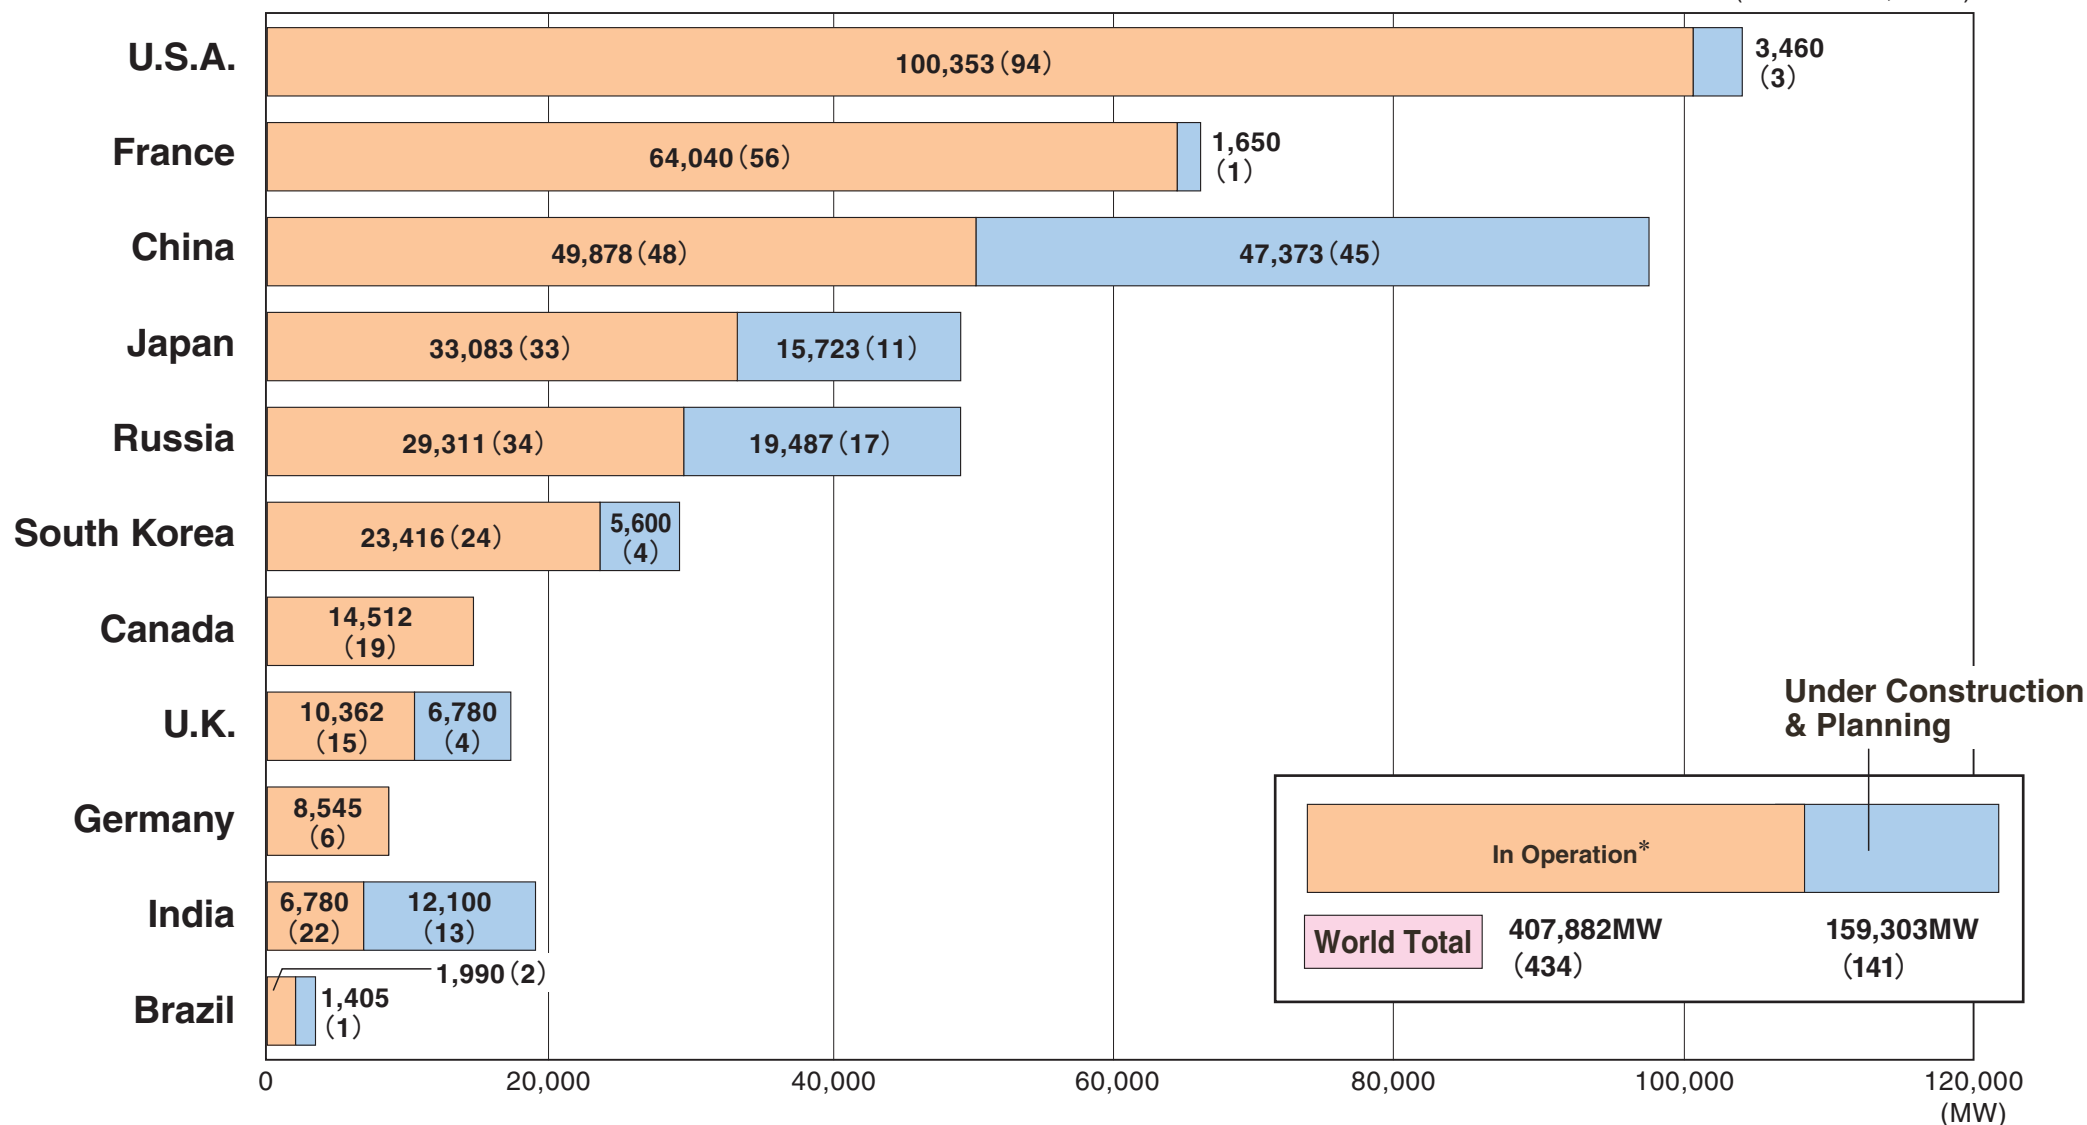 U.S.A.
100,353(94)
3,460
(3)
France
64,040(56)
1,650
(1)
China
49,878(48)
47,373(45)
Japan
33,083(33)
15,723(11)
Russia
29,311(34)
19,487(17)
South Korea
23,416(24)
5,600
(4)
Canada
14,512
(19)
U.K.
10,362
(15)
6,780
(4)
Germany
8,545
(6)
India
6,780
(22)
12,100
(13)
Brazil
1,990(2)
1,405
(1)
Under Construction
& Planning
In Operation*
World Total
407,882MW
(434)
159,303MW
(141)
0
20,000
40,000
60,000
80,000
100,000
120,000
(MW)